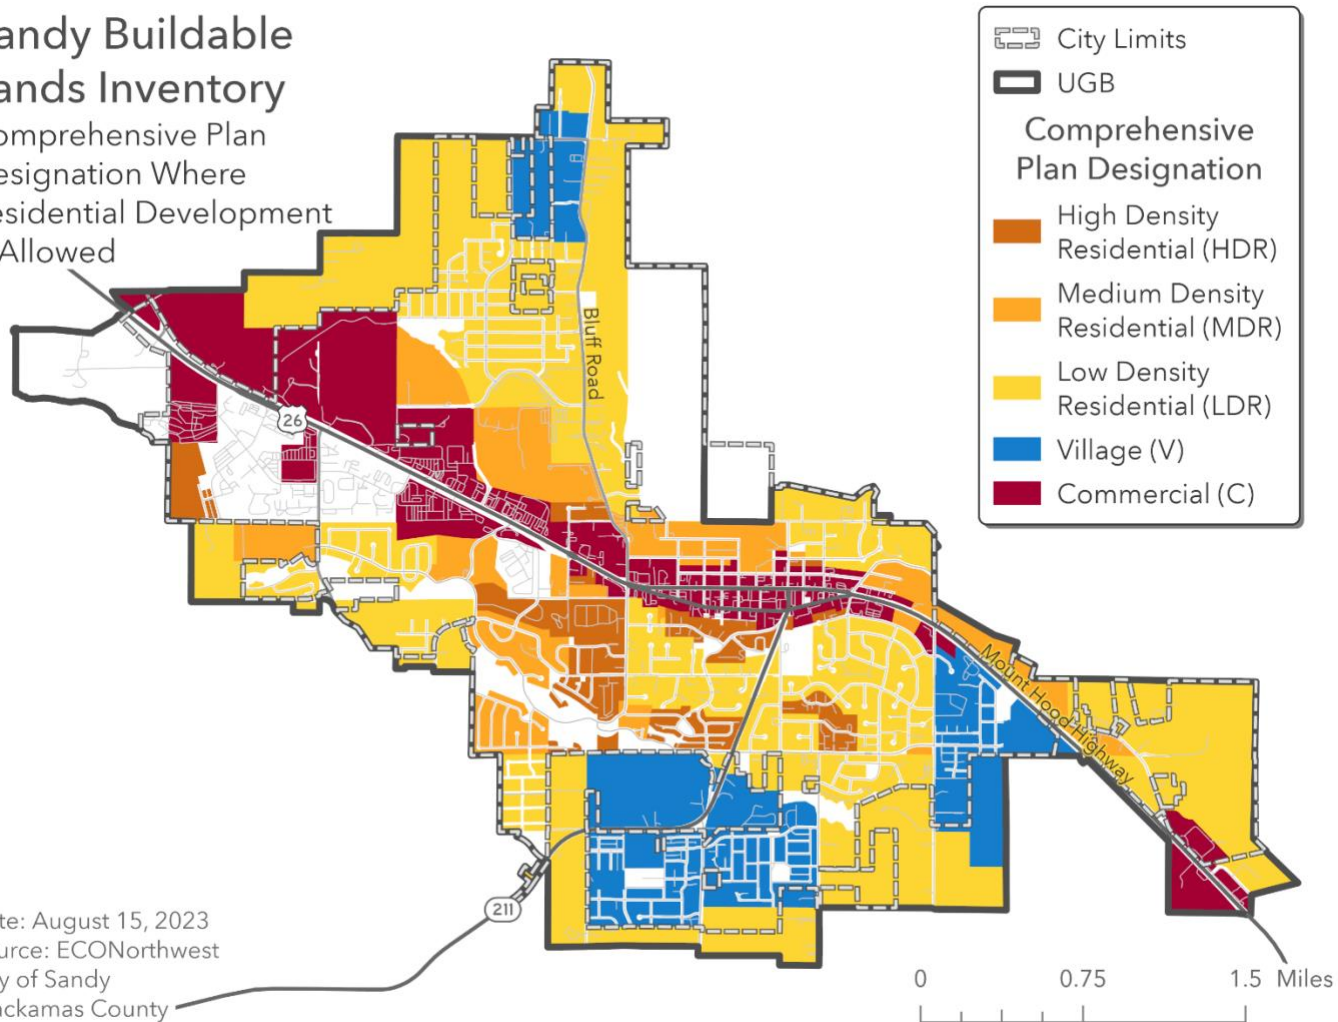 andy Buildable
ands Inventory
omprehensive Plan
esignation Where
esidential Development
Allowed
City Limits
UGB
Comprehensive
Plan Designation
High Density
Residential (HDR)
Medium Density
Residential (MDR)
Low Density
Residential (LDR)
Village (V)
Commercial (C)
Bluff Road
26
Mount Hood Highway
211
te: August 15, 2023
urce: ECONorthwest
y of Sandy
ackamas County
0 0.75 1.5 Miles